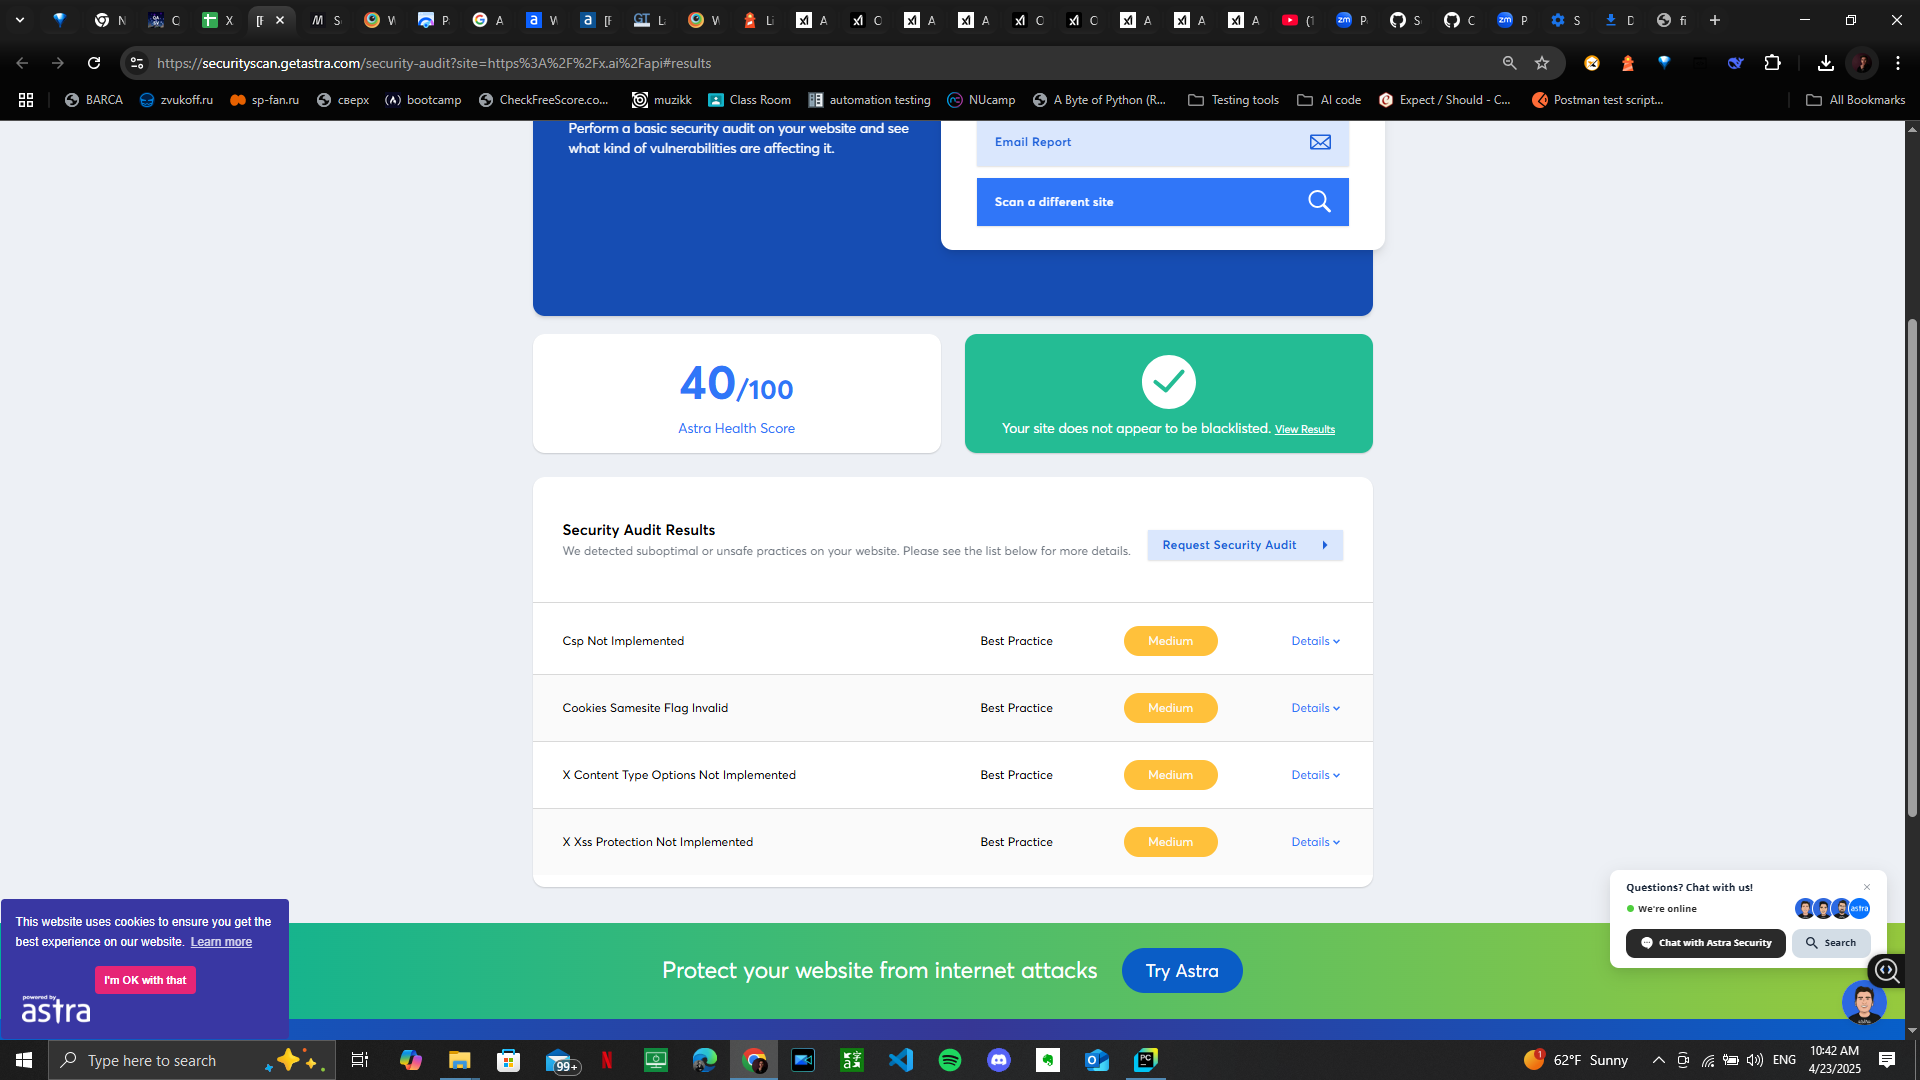 N
X
[F
W
(1
fi
https://securityscan.getastra.com/security-audit?site=https%3A%2F%2Fx.ai%2Fapi#results
BARCA
zvukoff.ru
sp-fan.ru
сверх
bootcamp
CheckFreeScore.co...
muzikk
Class Room
automation testing
NUcamp
A Byte of Python (R...
Testing tools
AI code
Expect / Should - C...
Postman test script...
All Bookmarks
Perform a basic security audit on your website and see
what kind of vulnerabilities are affecting it.
Email Report
Scan a different site
40/100
Astra Health Score
Your site does not appear to be blacklisted. View Results
Security Audit Results
We detected suboptimal or unsafe practices on your website. Please see the list below for more details.
Request Security Audit
Csp Not Implemented Best Practice Medium Details
Cookies Samesite Flag Invalid Best Practice Medium Details
X Content Type Options Not Implemented Best Practice Medium Details
X Xss Protection Not Implemented Best Practice Medium Details
Questions? Chat with us!
We're online
astra
Chat with Astra Security
Search
This website uses cookies to ensure you get the
best experience on our website. Learn more
I'm OK with that
powered by
astra
Protect your website from internet attacks
Try Astra
Type here to search
99+
62°F Sunny
ENG
10:42 AM
4/23/2025